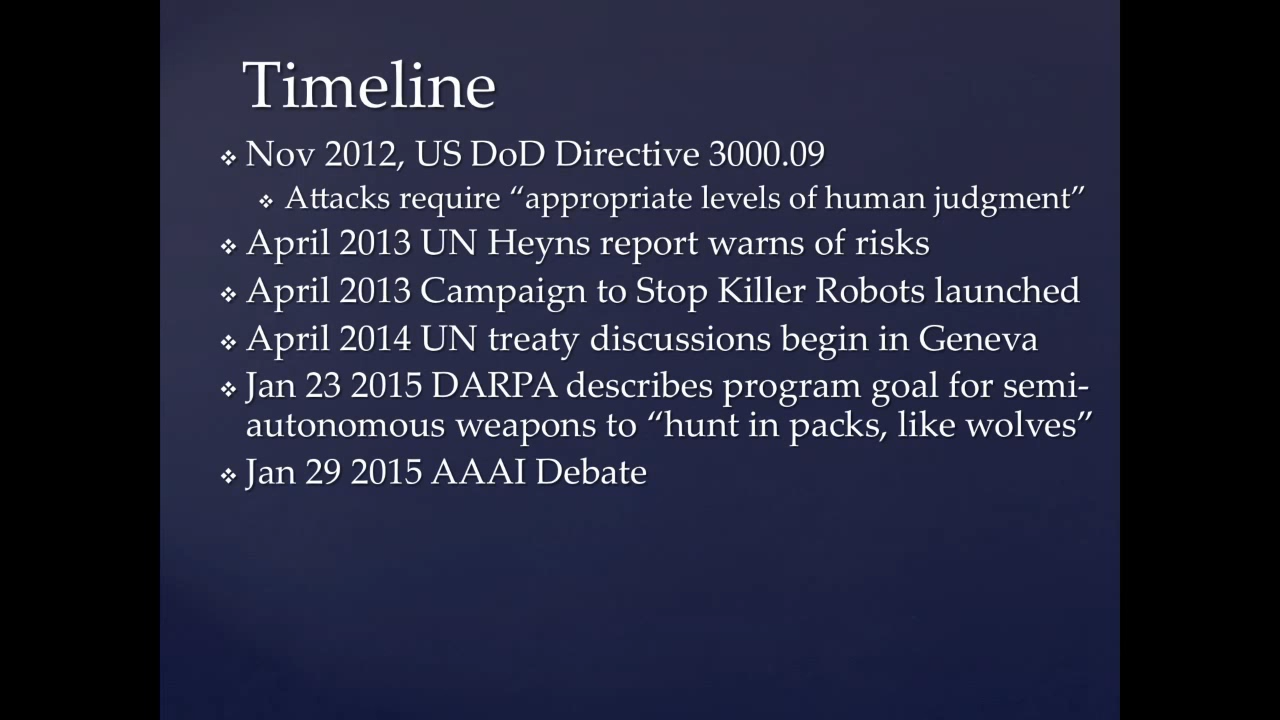 Timeline
❖ Nov 2012, US DoD Directive 3000.09
❖ Attacks require “appropriate levels of human judgment”
❖ April 2013 UN Heyns report warns of risks
❖ April 2013 Campaign to Stop Killer Robots launched
❖ April 2014 UN treaty discussions begin in Geneva
❖ Jan 23 2015 DARPA describes program goal for semi-
autonomous weapons to “hunt in packs, like wolves”
❖ Jan 29 2015 AAAI Debate